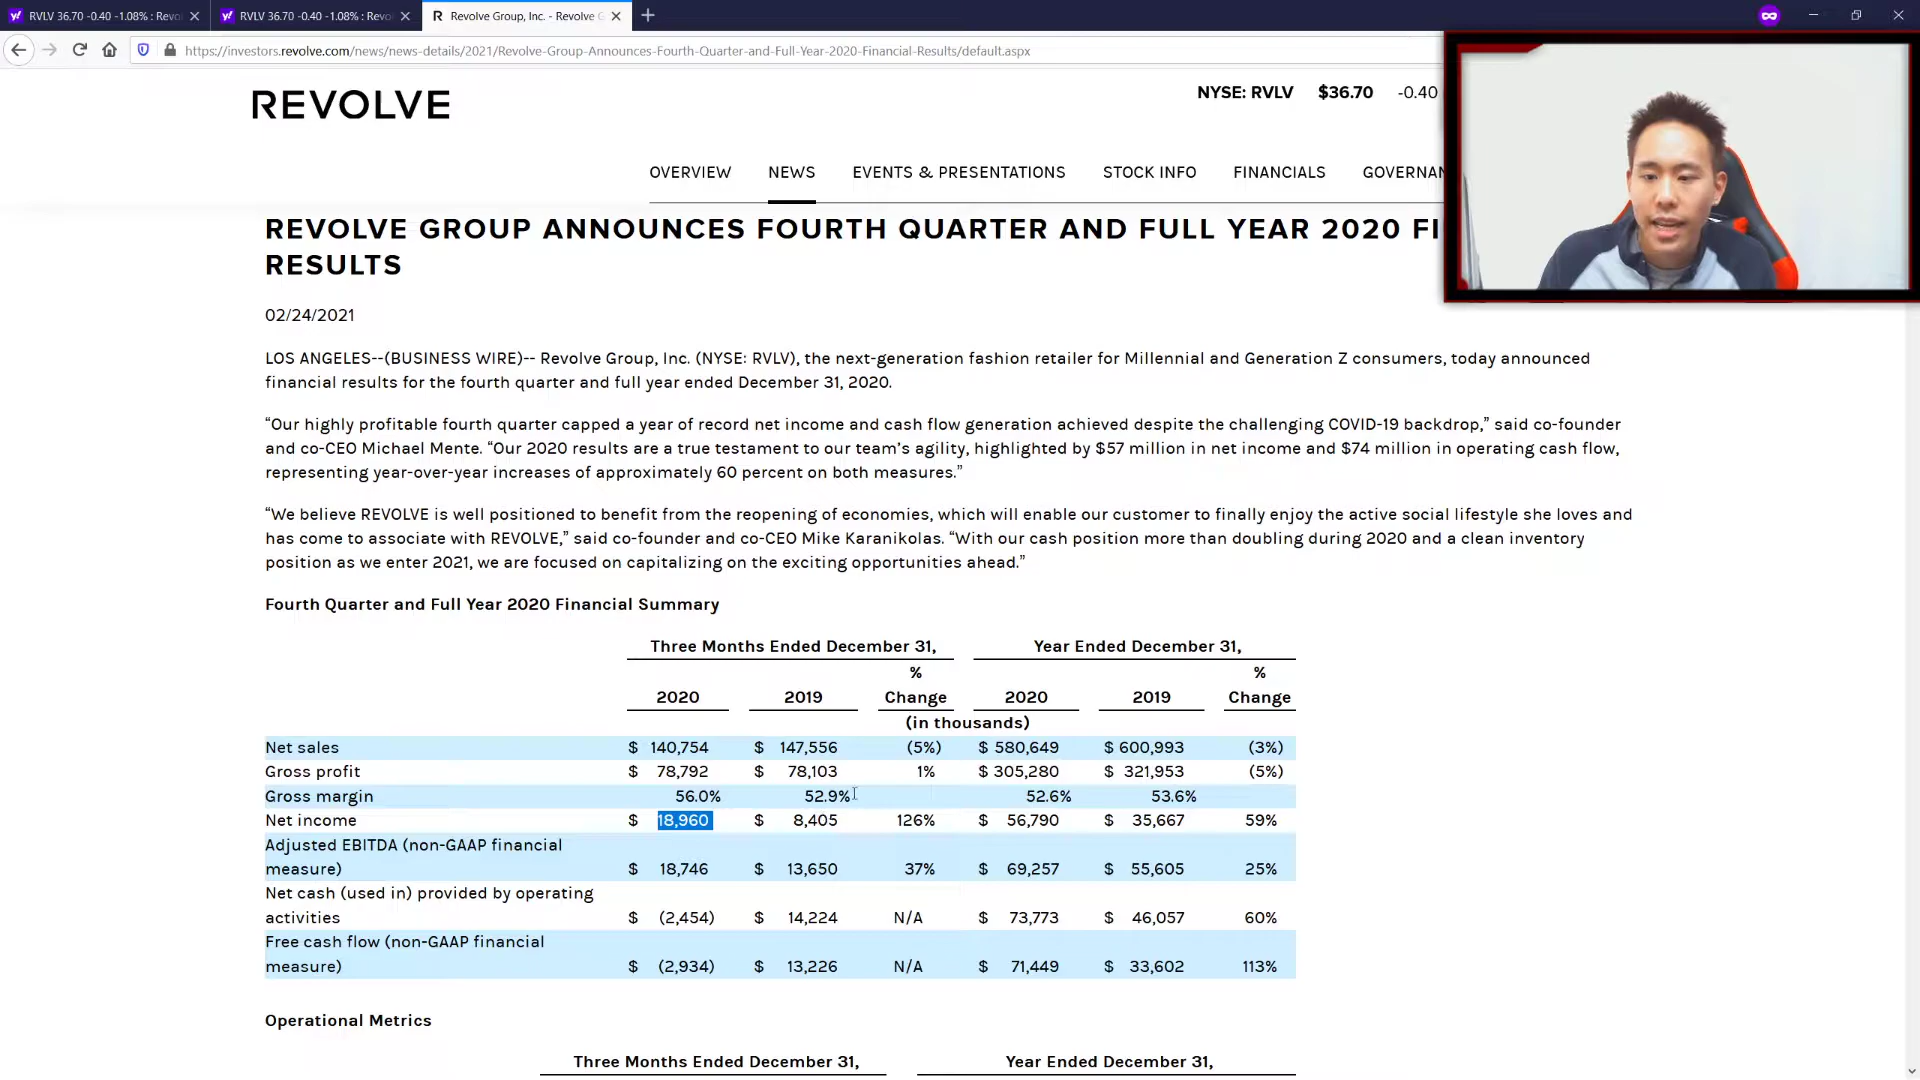 RVLV 36.70 -0.40 -1.08% : Revo
RVLV 36.70 -0.40 -1.08% : Revo
R Revolve Group, Inc. - Revolve G
https://investors.revolve.com/news/news-details/2021/Revolve-Group-Announces-Fourth-Quarter-and-Full-Year-2020-Financial-Results/default.aspx
REVOLVE
NYSE: RVLV $36.70 -0.40
OVERVIEW NEWS EVENTS & PRESENTATIONS STOCK INFO FINANCIALS GOVERNAN
REVOLVE GROUP ANNOUNCES FOURTH QUARTER AND FULL YEAR 2020 FI
RESULTS
02/24/2021
LOS ANGELES--(BUSINESS WIRE)-- Revolve Group, Inc. (NYSE: RVLV), the next-generation fashion retailer for Millennial and Generation Z consumers, today announced
financial results for the fourth quarter and full year ended December 31, 2020.
“Our highly profitable fourth quarter capped a year of record net income and cash flow generation achieved despite the challenging COVID-19 backdrop,” said co-founder
and co-CEO Michael Mente. “Our 2020 results are a true testament to our team’s agility, highlighted by $57 million in net income and $74 million in operating cash flow,
representing year-over-year increases of approximately 60 percent on both measures.”
“We believe REVOLVE is well positioned to benefit from the reopening of economies, which will enable our customer to finally enjoy the active social lifestyle she loves and
has come to associate with REVOLVE,” said co-founder and co-CEO Mike Karanikolas. “With our cash position more than doubling during 2020 and a clean inventory
position as we enter 2021, we are focused on capitalizing on the exciting opportunities ahead.”
Fourth Quarter and Full Year 2020 Financial Summary
Three Months Ended December 31, Year Ended December 31,
% %
2020 2019 Change 2020 2019 Change
(in thousands)
Net sales $ 140,754 $ 147,556 (5%) $ 580,649 $ 600,993 (3%)
Gross profit $ 78,792 $ 78,103 1% $ 305,280 $ 321,953 (5%)
Gross margin 56.0% 52.9% 52.6% 53.6%
Net income $ 18,960 $ 8,405 126% $ 56,790 $ 35,667 59%
Adjusted EBITDA (non-GAAP financial
measure) $ 18,746 $ 13,650 37% $ 69,257 $ 55,605 25%
Net cash (used in) provided by operating
activities $ (2,454) $ 14,224 N/A $ 73,773 $ 46,057 60%
Free cash flow (non-GAAP financial
measure) $ (2,934) $ 13,226 N/A $ 71,449 $ 33,602 113%
Operational Metrics
Three Months Ended December 31, Year Ended December 31,